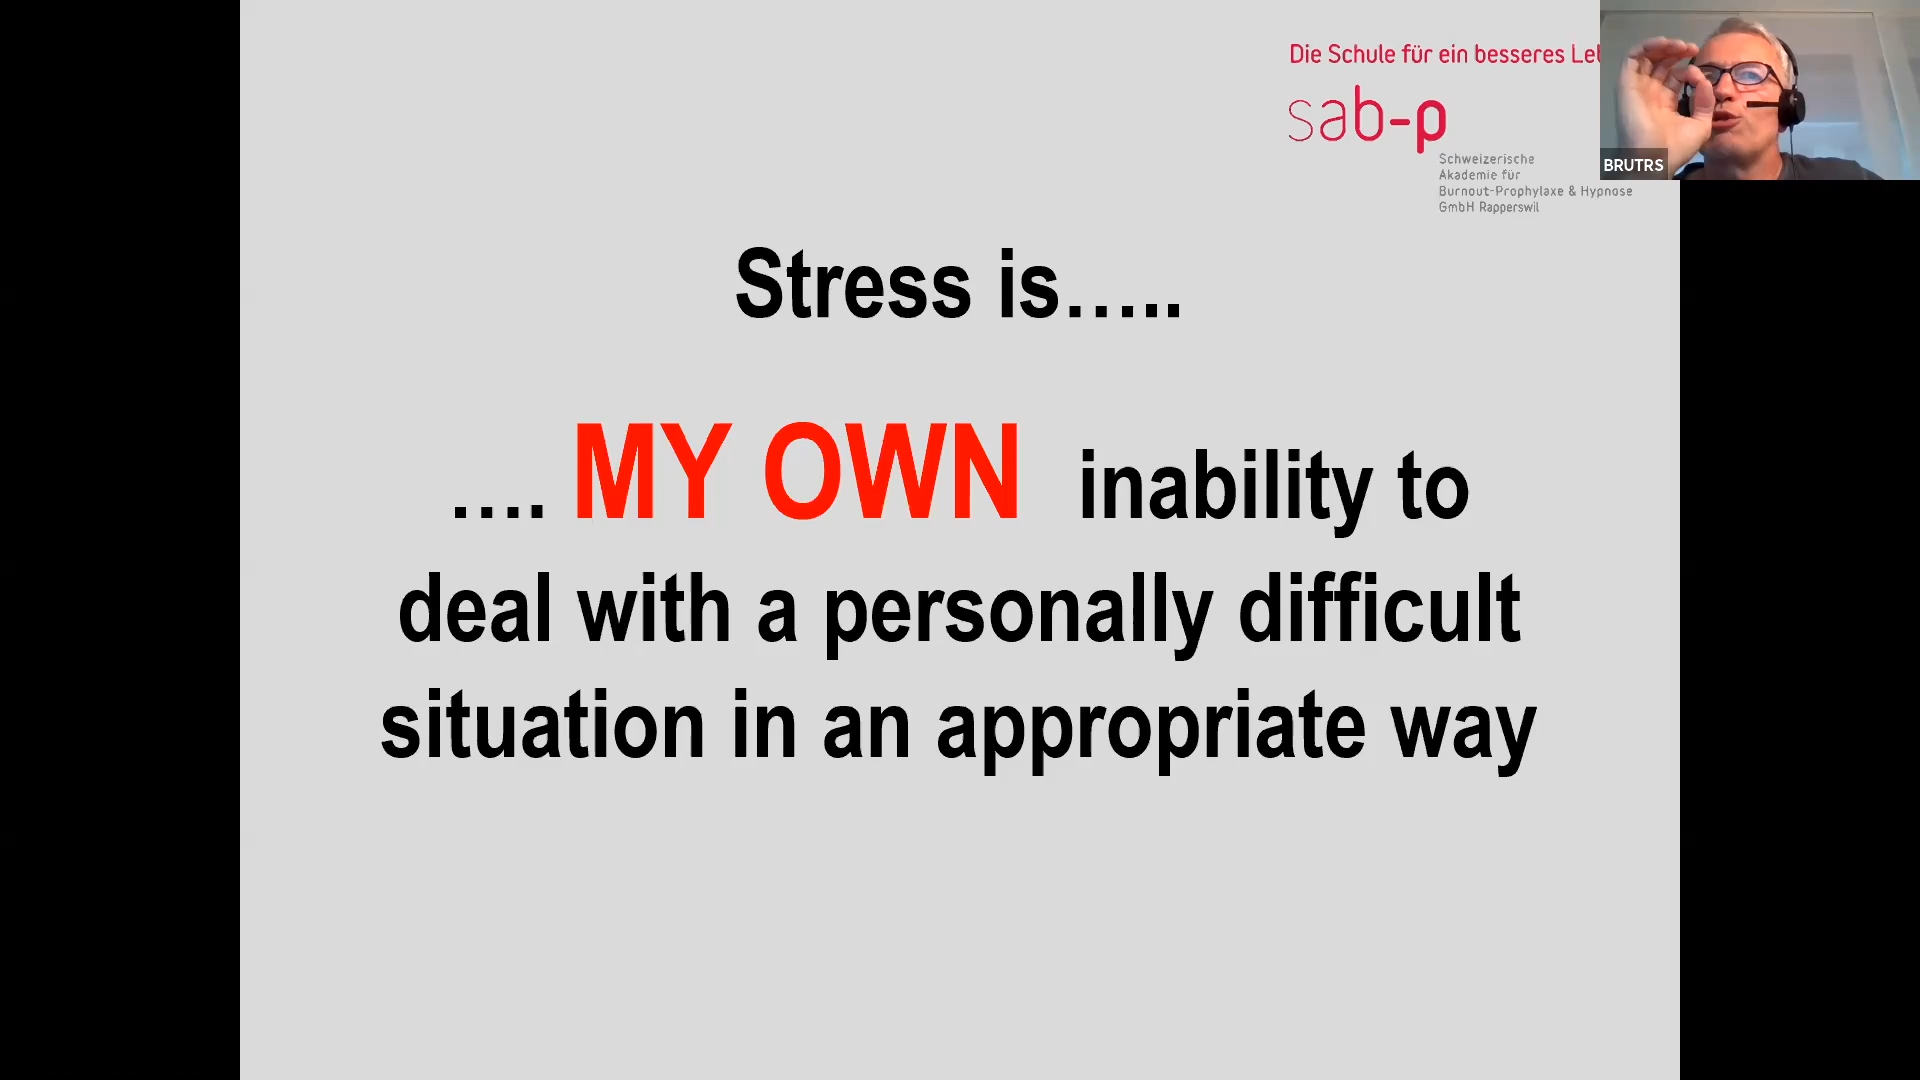 Die Schule für ein besseres
sab-p
Schweizerische
Akademie für
Burnout-Prophylaxe & Hypnose
GmbH Rapperswil
BRUTRS
Stress is…..
…. MY OWN inability to
deal with a personally difficult
situation in an appropriate way